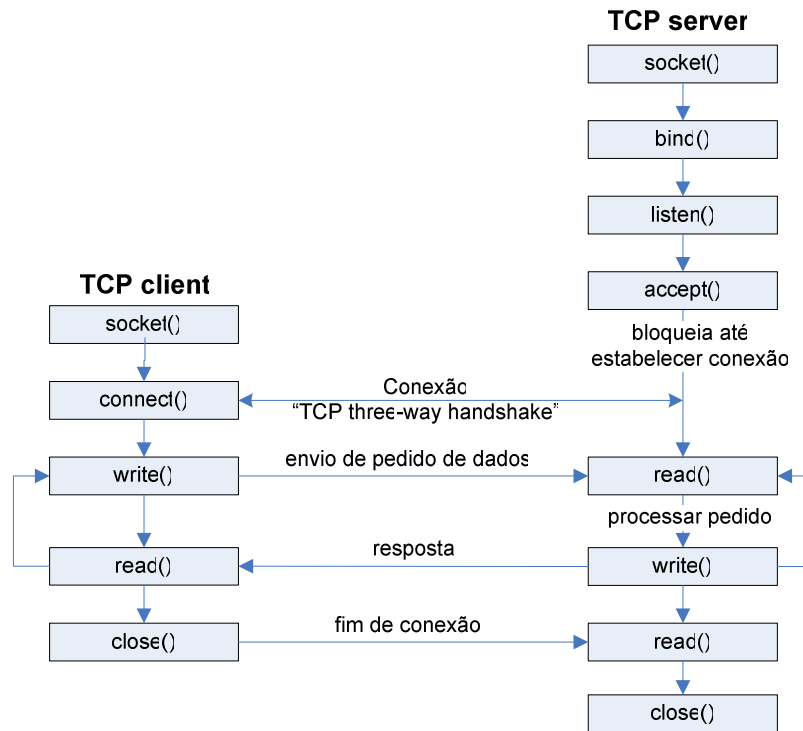 TCP server
socket()
bind()
listen()
accept()
bloqueia até
estabelecer conexão
TCP client
socket()
connect()
Conexão
“TCP three-way handshake”
write()
envio de pedido de dados
read()
processar pedido
read()
resposta
write()
close()
fim de conexão
read()
close()